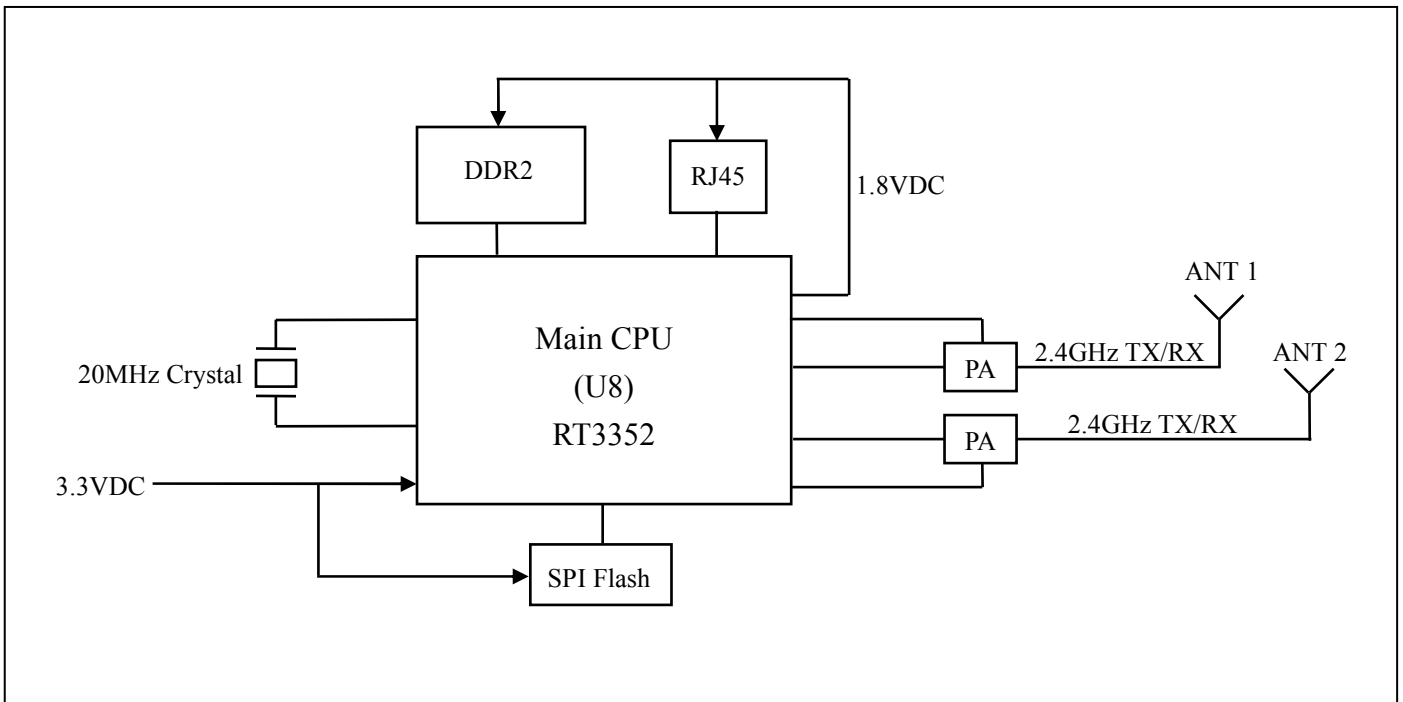 DDR2
RJ45
1.8VDC
ANT 1
Main CPU
(U8)
RT3352
20MHz Crystal
PA
2.4GHz TX/RX
ANT 2
PA
2.4GHz TX/RX
3.3VDC
SPI Flash